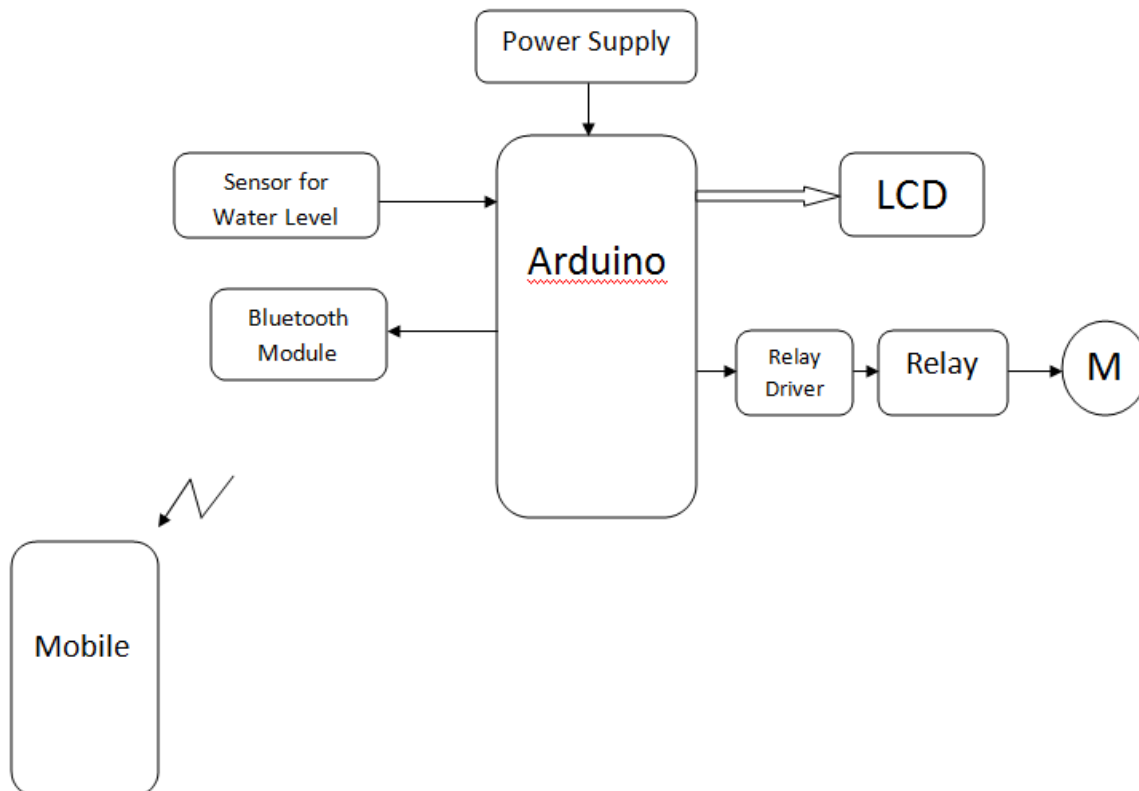 Power Supply
Sensor for
Water Level
LCD
Arduino
Bluetooth
Module
Relay
Driver
Relay
M
Mobile